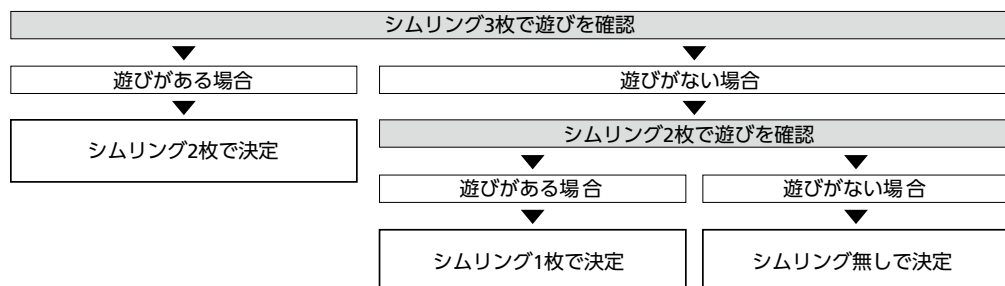 シムリング3枚で遊びを確認
遊びがある場合
遊びがない場合
シムリング2枚で決定
シムリング2枚で遊びを確認
遊びがある場合
遊びがない場合
シムリング1枚で決定
シムリング無しで決定